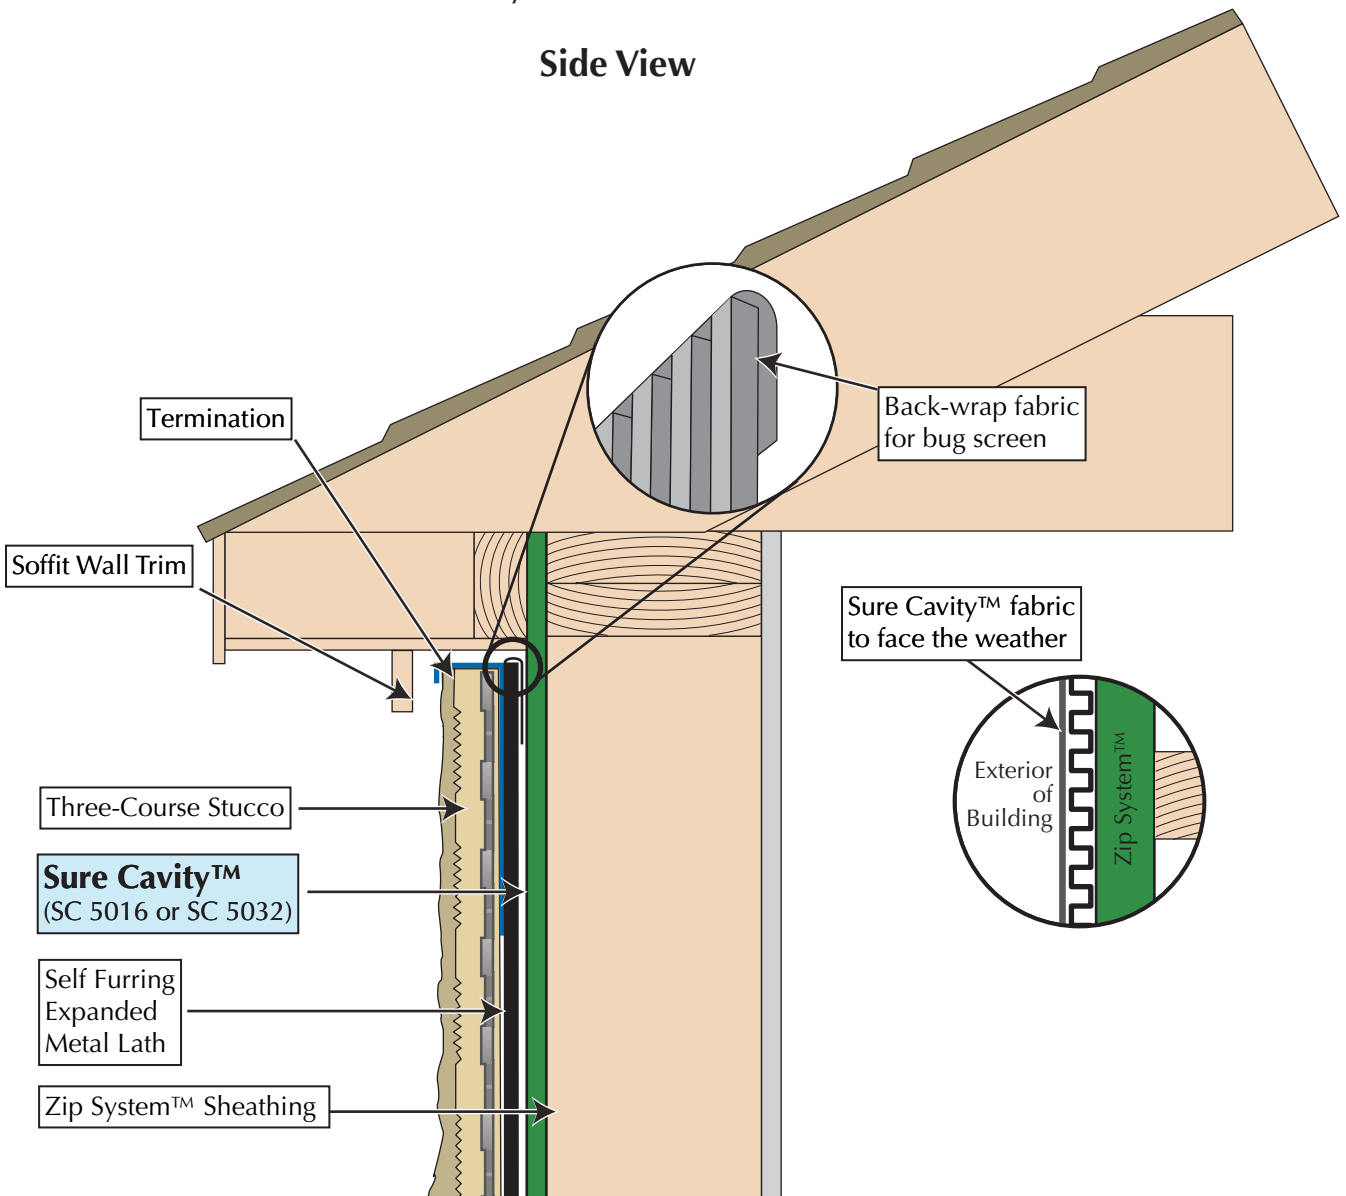 Side View
Termination
Back-wrap fabric
for bug screen
Soffit Wall Trim
Sure Cavity™ fabric
to face the weather
Exterior
of
Building
Zip System™
Three-Course Stucco
Sure Cavity™
(SC 5016 or SC 5032)
Self Furring
Expanded
Metal Lath
Zip System™ Sheathing